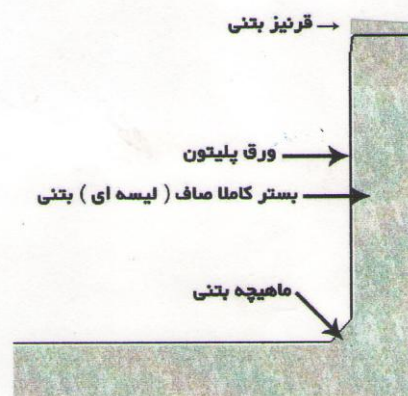 قرنیز بتنی
ورق پلیتون
بستر کاملا صاف ( لیسه ای ) بتنی
ماهیچه بتنی